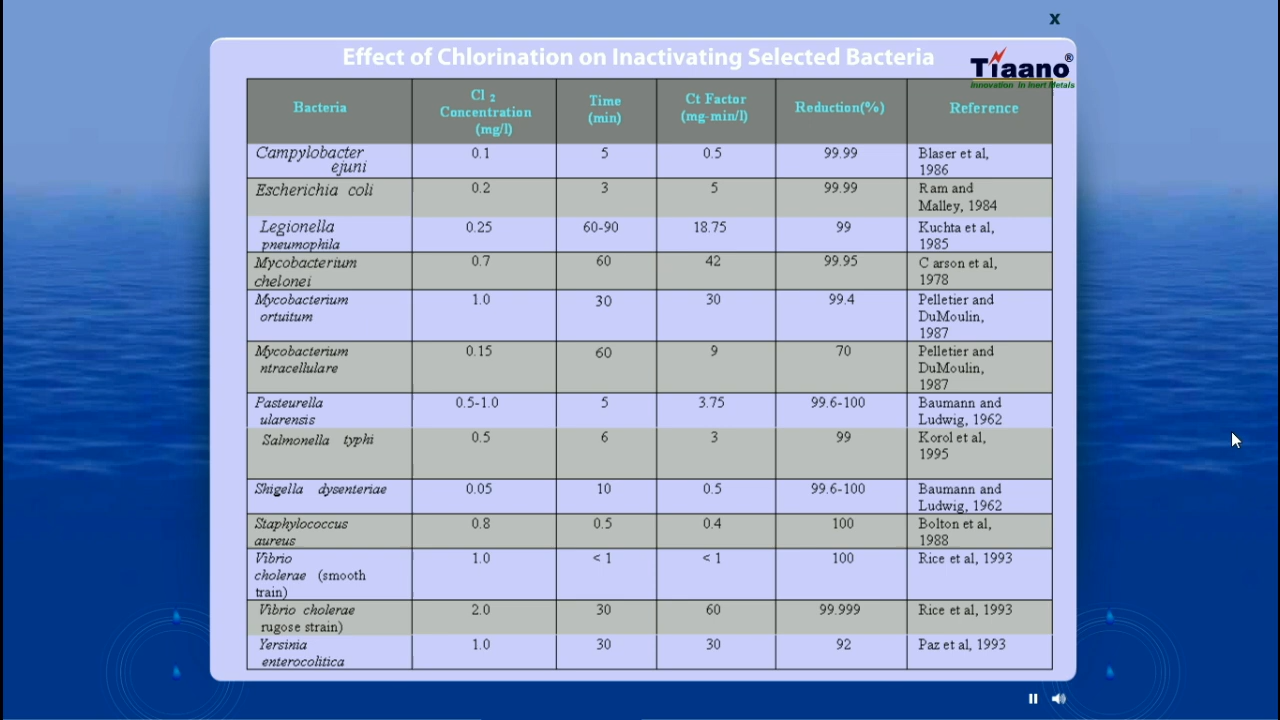 X
Effect of Chlorination on Inactivating Selected Bacteria
Tiaano®
Innovation in Inert Metals
Bacteria
Cl 2
Concentration
(mg/l)
Time
(min)
Ct Factor
(mg-min/l)
Reduction(%)
Reference
Campylobacter
ejuni
0.1
5
0.5
99.99
Blaser et al,
1986
Escherichia coli
0.2
3
5
99.99
Ram and
Malley, 1984
Legionella
pneumophila
0.25
60-90
18.75
99
Kuchta et al,
1985
Mycobacterium
chelonei
0.7
60
42
99.95
C arson et al,
1978
Mycobacterium
ortuitum
1.0
30
30
99.4
Pelletier and
DuMoulin,
1987
Mycobacterium
ntracellulare
0.15
60
9
70
Pelletier and
DuMoulin,
1987
Pasteurella
ularensis
0.5-1.0
5
3.75
99.6-100
Baumann and
Ludwig, 1962
Salmonella typhi
0.5
6
3
99
Korol et al,
1995
Shigella dysenteriae
0.05
10
0.5
99.6-100
Baumann and
Ludwig, 1962
Staphylococcus
aureus
0.8
0.5
0.4
100
Bolton et al,
1988
Vibrio
cholerae (smooth
train)
1.0
< 1
< 1
100
Rice et al, 1993
Vibrio cholerae
rugose strain)
2.0
30
60
99.999
Rice et al, 1993
Yersinia
enterocolitica
1.0
30
30
92
Paz et al, 1993